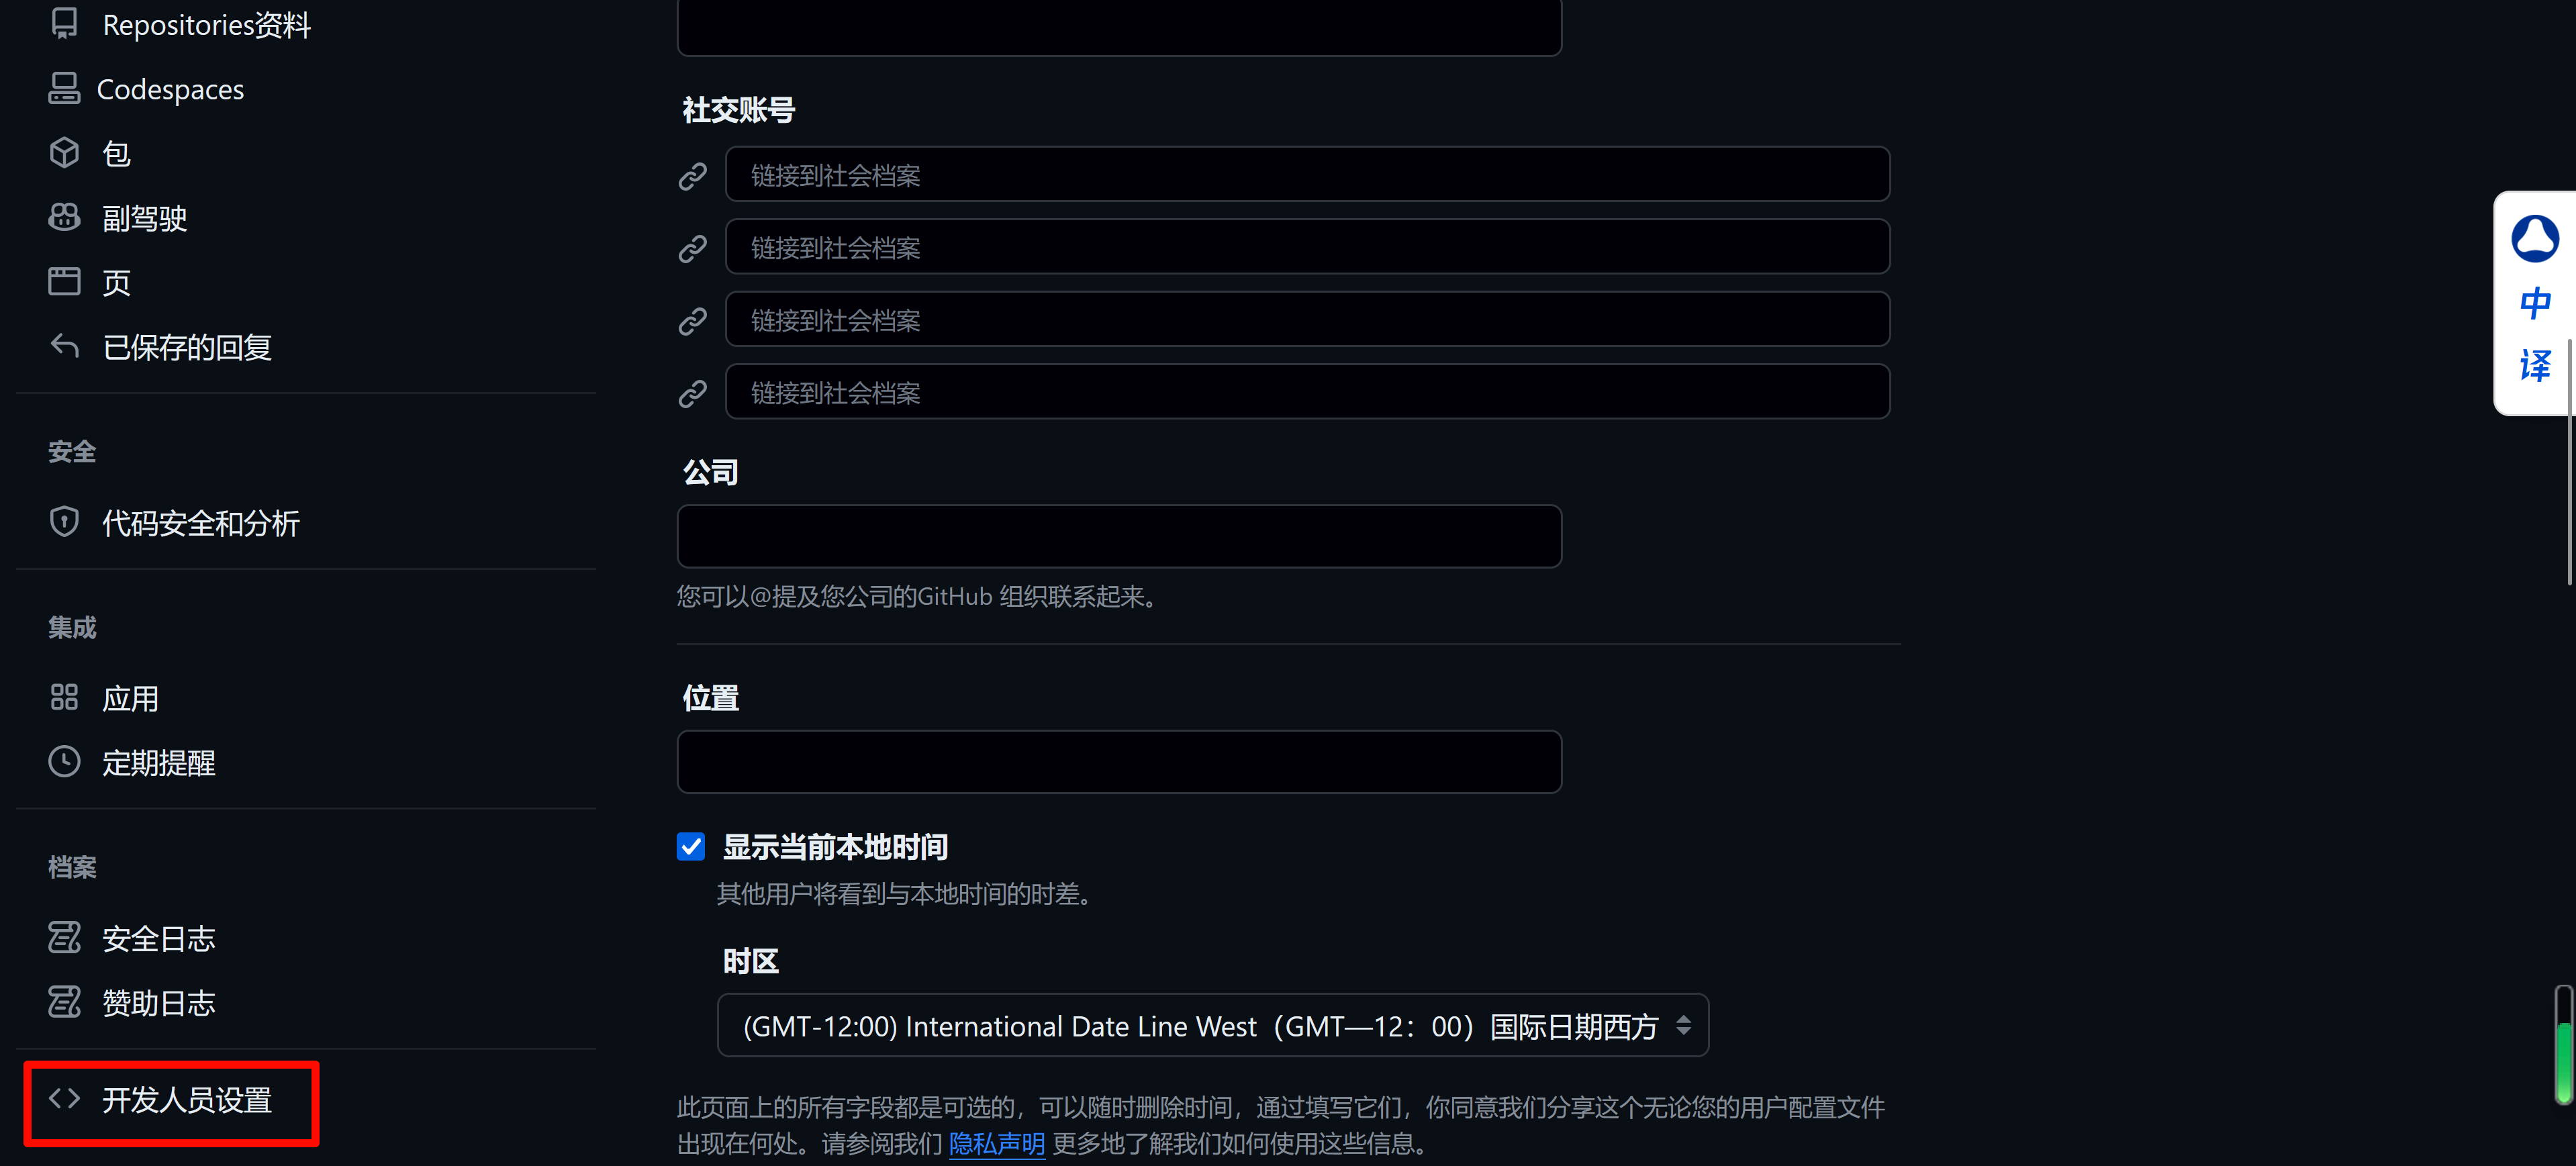 Repositories资料
Codespaces
包
副驾驶
页
已保存的回复
安全
代码安全和分析
集成
应用
定期提醒
档案
安全日志
赞助日志
开发人员设置
社交账号
链接到社会档案
链接到社会档案
链接到社会档案
链接到社会档案
公司
您可以@提及您公司的GitHub 组织联系起来。
位置
显示当前本地时间
其他用户将看到与本地时间的时差。
时区
(GMT-12:00) International Date Line West（GMT—12：00）国际日期西方
此页面上的所有字段都是可选的，可以随时删除时间，通过填写它们，你同意我们分享这个无论您的用户配置文件
出现在何处。请参阅我们 隐私声明 更多地了解我们如何使用这些信息。
中
译